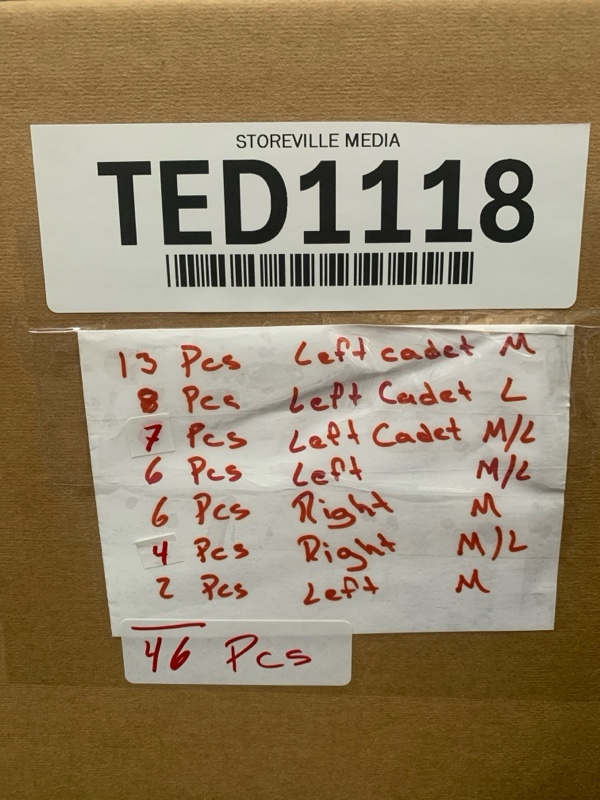 STOREVILLE MEDIA
TED1118
13 Pcs Left cadet M
8 Pcs Left Cadet L
7 Pcs Left Cadet M/L
6 Pcs Left M/L
6 Pcs Right M
4 Pcs Right M/L
2 Pcs Left M
46 Pcs